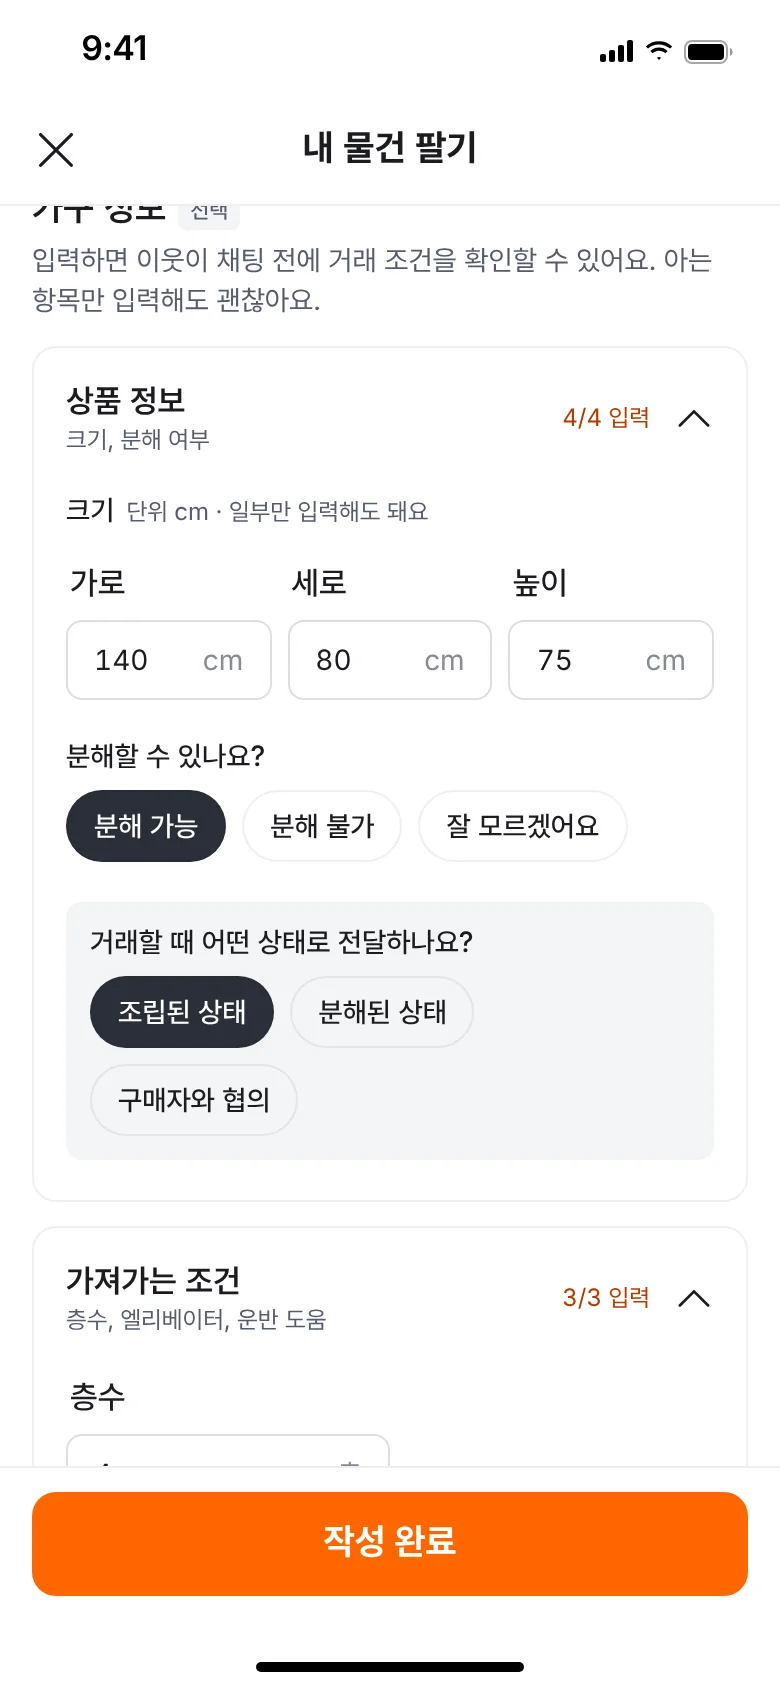 9:41
내 물건 팔기
가구 정보 선택
입력하면 이웃이 채팅 전에 거래 조건을 확인할 수 있어요. 아는
항목만 입력해도 괜찮아요.
상품 정보
4/4 입력
크기, 분해 여부
크기 단위 cm · 일부만 입력해도 돼요
가로 세로 높이
140 cm 80 cm 75 cm
분해할 수 있나요?
분해 가능 분해 불가 잘 모르겠어요
거래할 때 어떤 상태로 전달하나요?
조립된 상태 분해된 상태
구매자와 협의
가져가는 조건
3/3 입력
층수, 엘리베이터, 운반 도움
층수
작성 완료